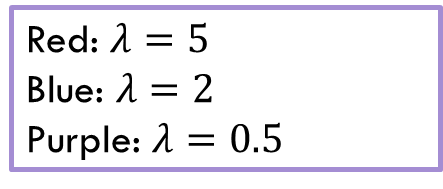 Red: λ = 5
Blue: λ = 2
Purple: λ = 0.5